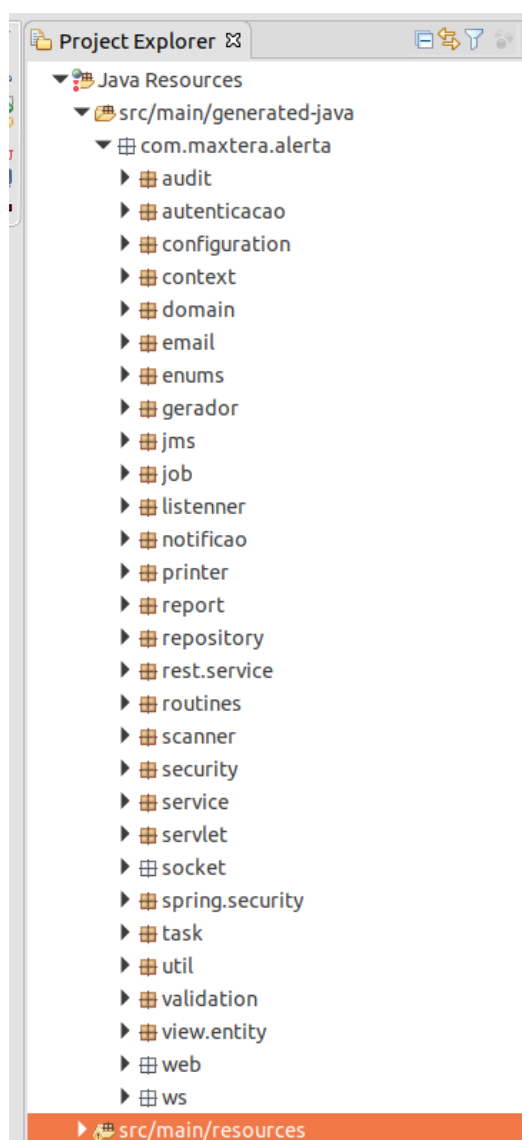 Project Explorer
Java Resources
src/main/generated-java
com.maxtera.alerta
audit
autenticacao
configuration
context
domain
email
enums
gerador
jms
job
listenner
notificao
printer
report
repository
rest.service
routines
scanner
security
service
servlet
socket
spring.security
task
util
validation
view.entity
web
ws
src/main/resources